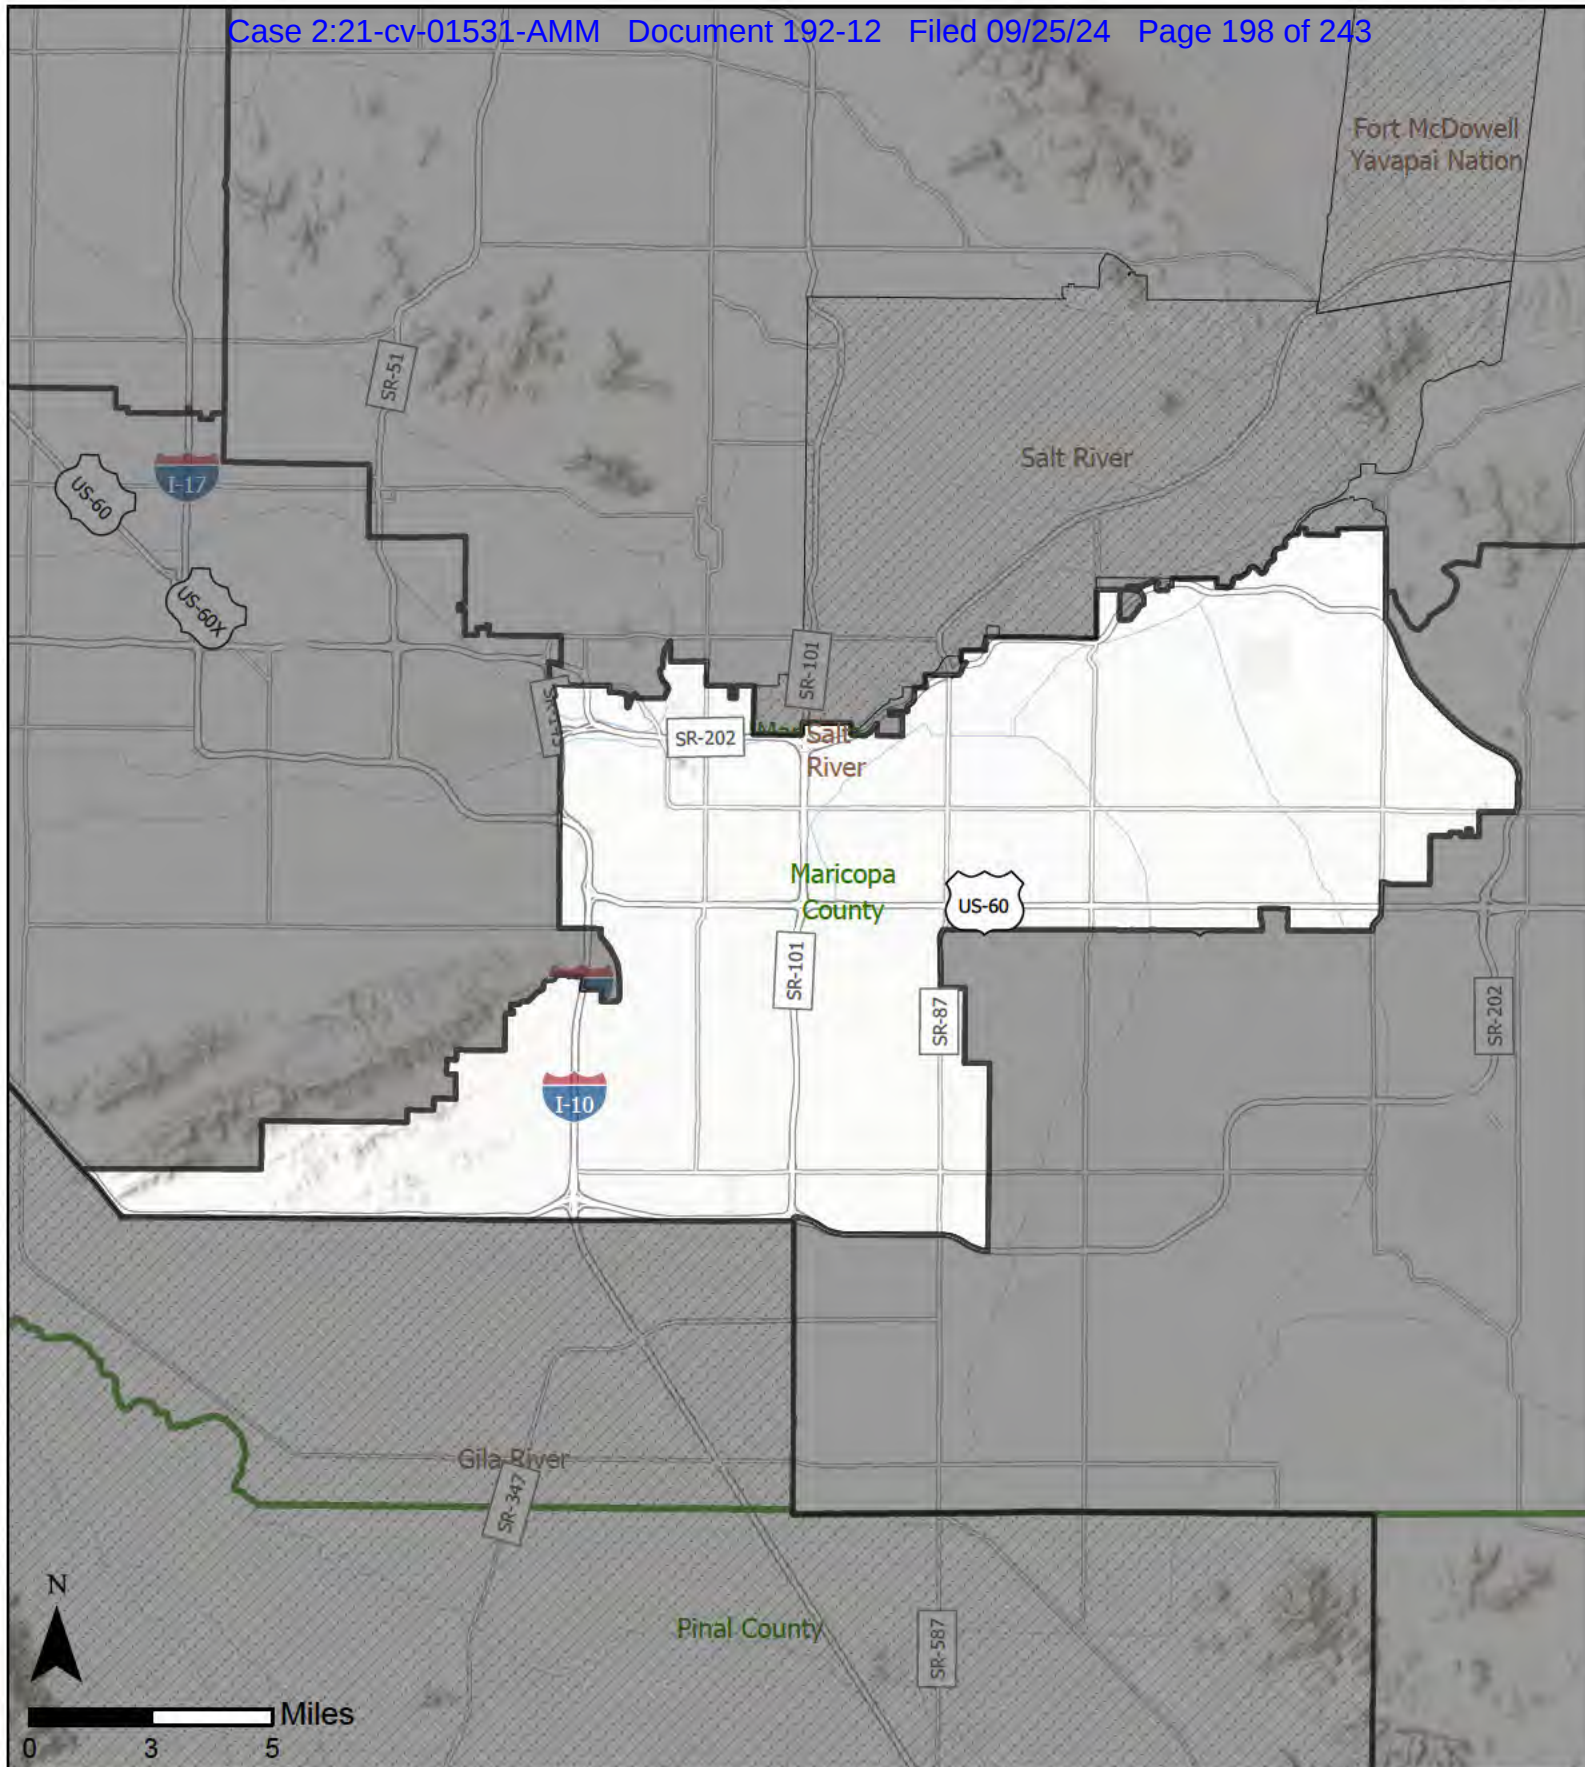 Case 2:21-cv-01531-AMM Document 192-12 Filed 09/25/24 Page 198 of 243
Fort McDowell
Yavapai Nation
SR-51
Salt River
I-17
US-60
US-60X
SR-101
SR-143
SR-202
Salt
River
Maricopa
County
US-60
SR-101
SR-87
SR-202
I-10
Gila River
SR-347
Pinal County
SR-587
N
Miles
0 3 5